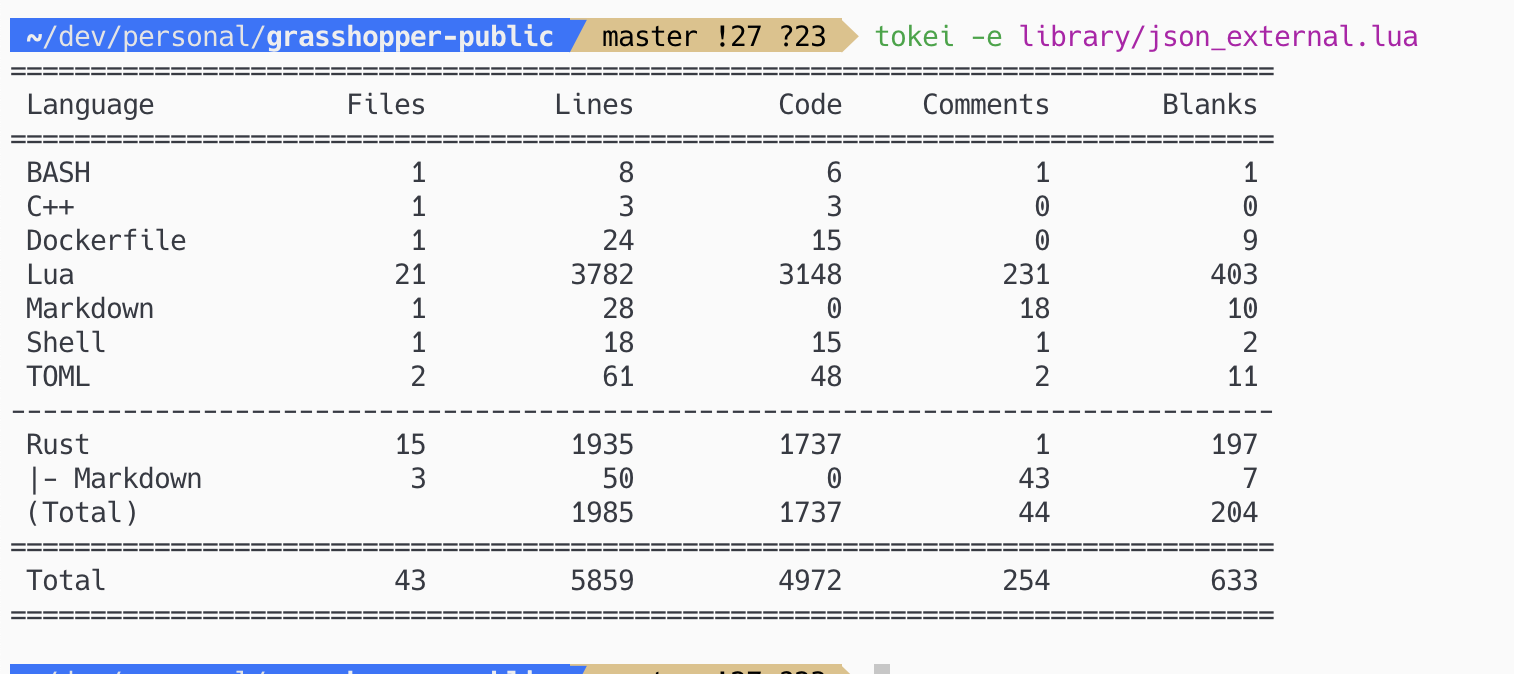 ~/dev/personal/grasshopper-public master !27 ?23 tokei -e library/json_external.lua
===============================================================================
Language Files Lines Code Comments Blanks
===============================================================================
BASH 1 8 6 1 1
C++ 1 3 3 0 0
Dockerfile 1 24 15 0 9
Lua 21 3782 3148 231 403
Markdown 1 28 0 18 10
Shell 1 18 15 1 2
TOML 2 61 48 2 11
-------------------------------------------------------------------------------
Rust 15 1935 1737 1 197
|- Markdown 3 50 0 43 7
(Total) 1985 1737 44 204
===============================================================================
Total 43 5859 4972 254 633
===============================================================================